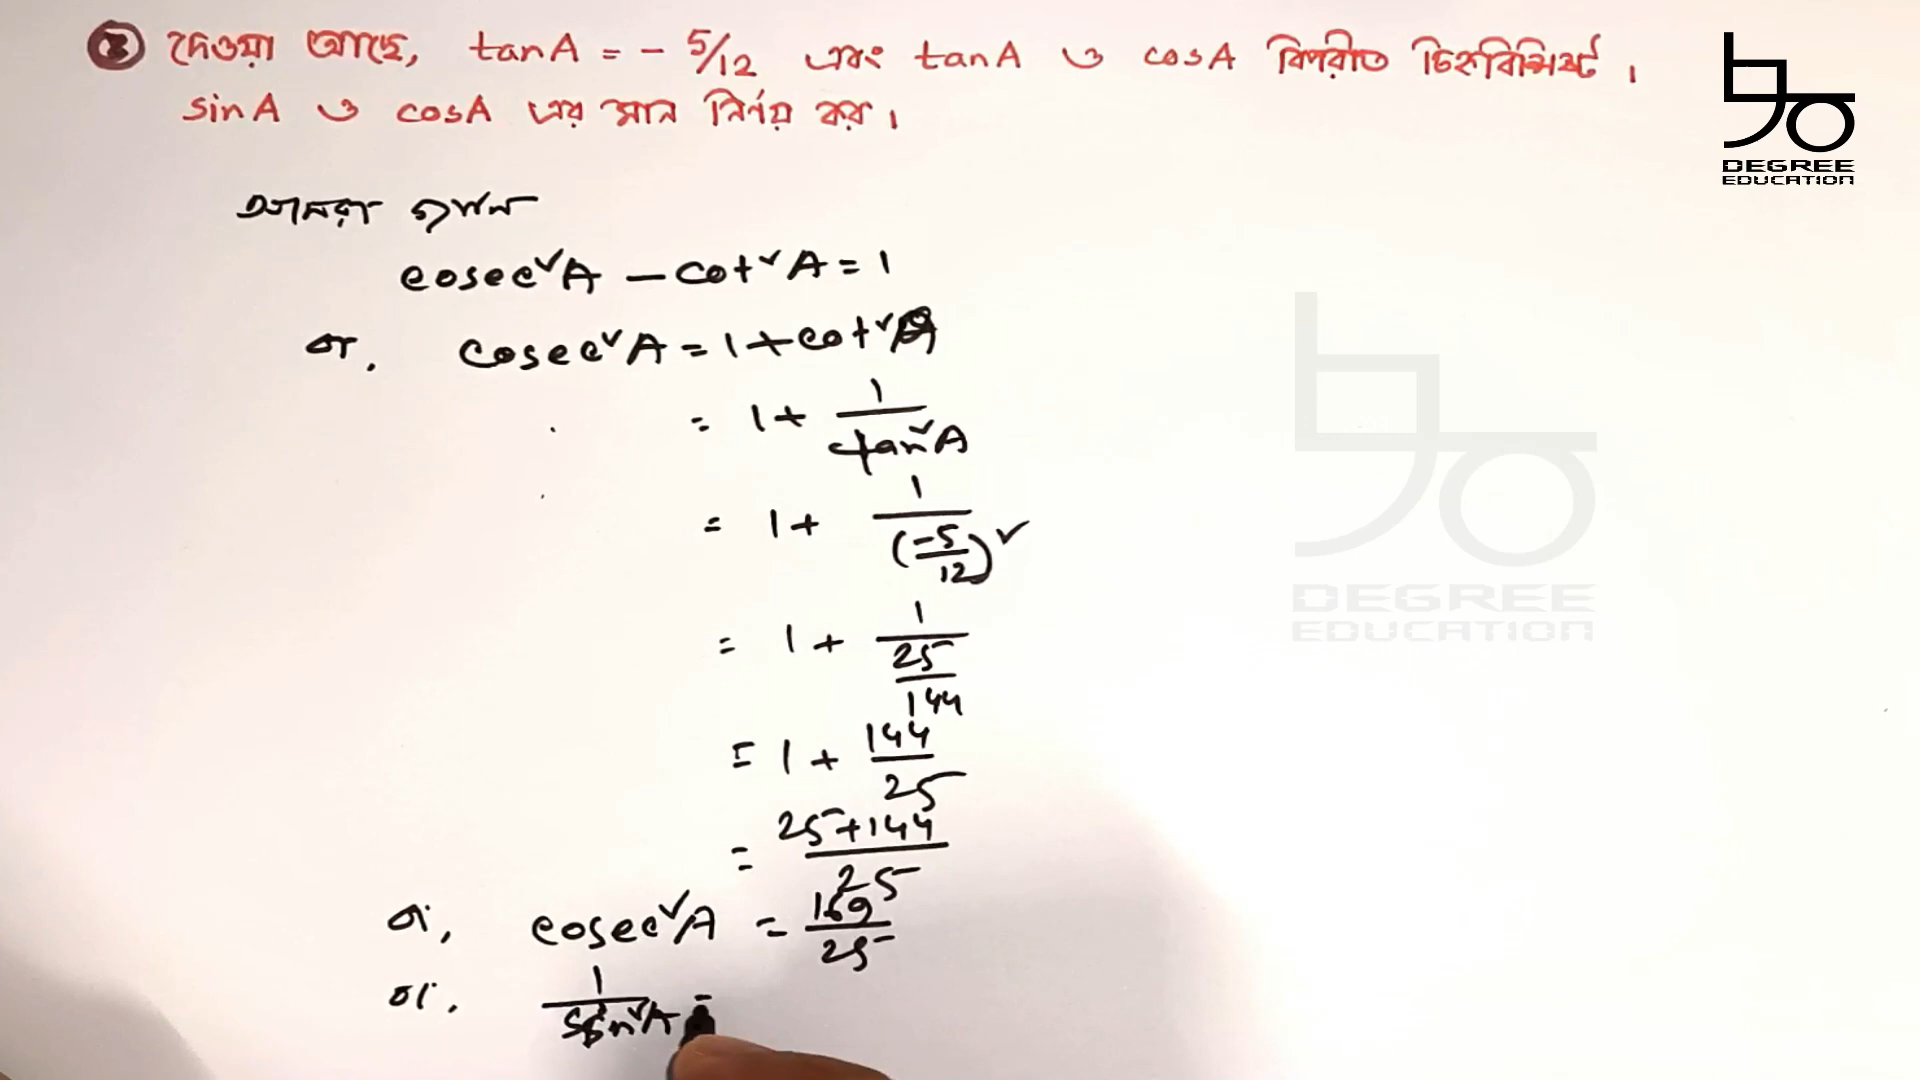 ৪ দেওয়া আছে, tanA = - 5/12 এবং tanA ও cosA বিপরীত চিহ্নবিশিষ্ট ।
sinA ও cosA এর মান নির্ণয় কর ।
DEGREE
EDUCATION
আমরা জানি
cosec²A - cot²A = 1
বা, cosec²A = 1 + cot²A
= 1 + 1/tan²A
= 1 + 1/(-5/12)²
= 1 + 1/(25/144)
= 1 + 144/25
= (25+144)/25
বা, cosec²A = 169/25
বা, 1/sin²A =
DEGREE
EDUCATION